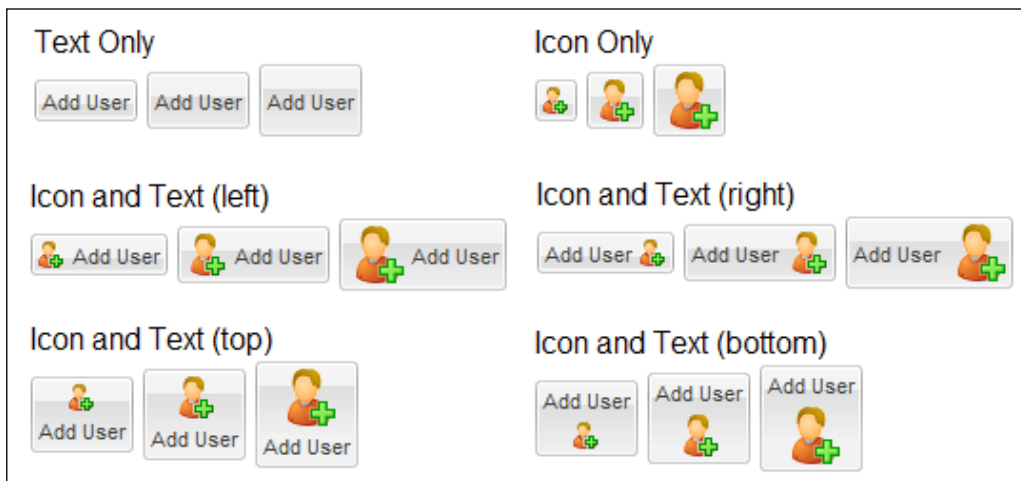 Text Only
Add User Add User Add User
Icon Only
Icon and Text (left)
Add User Add User Add User
Icon and Text (right)
Add User Add User Add User
Icon and Text (top)
Add User Add User Add User
Icon and Text (bottom)
Add User Add User Add User